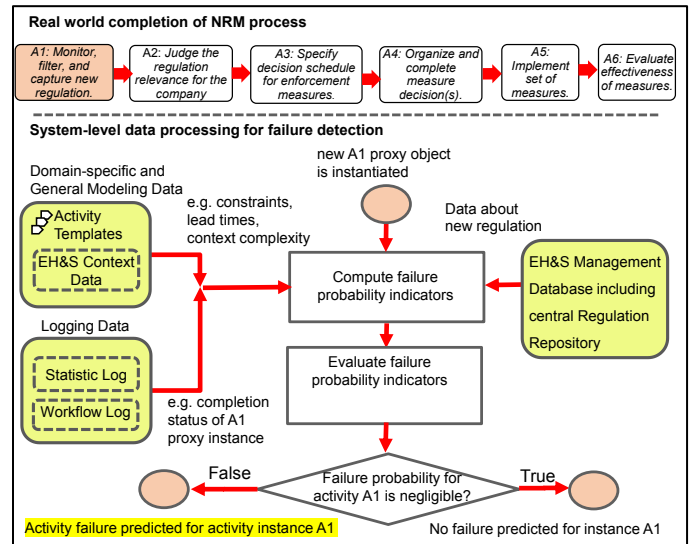 Real world completion of NRM process
A1: Monitor,
filter, and
capture new
regulation.
A2: Judge the
regulation
relevance for the
company
A3: Specify
decision schedule
for enforcement
measures.
A4: Organize and
complete
measure
decision(s).
A5:
Implement
set of
measures.
A6: Evaluate
effectiveness
of measures.
System-level data processing for failure detection
Domain-specific and
General Modeling Data
Activity
Templates
EH&S Context
Data
e.g. constraints,
lead times,
context complexity
new A1 proxy object
is instantiated
Data about
new regulation
Compute failure
probability indicators
EH&S Management
Database including
central Regulation
Repository
Logging Data
Statistic Log
Workflow Log
e.g. completion
status of A1
proxy instance
Evaluate failure
probability indicators
False
Failure probability for
activity A1 is negligible?
True
Activity failure predicted for activity instance A1
No failure predicted for instance A1